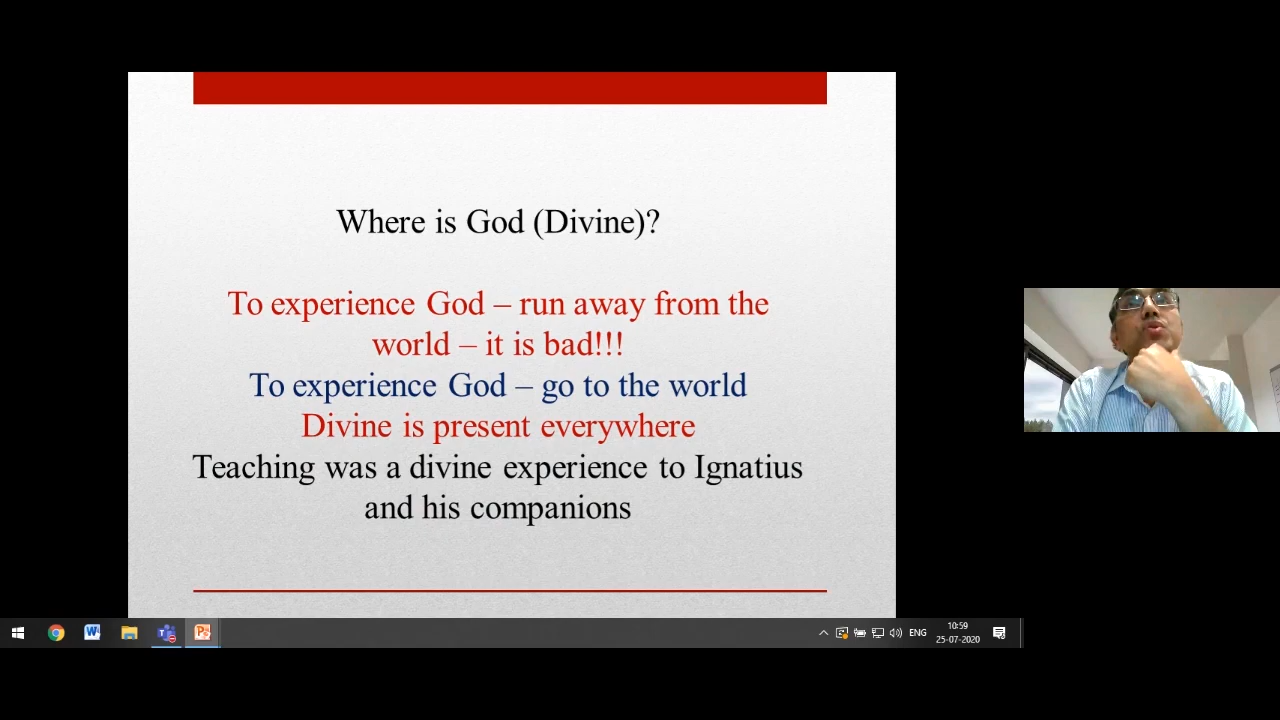 Where is God (Divine)?
To experience God – run away from the
world – it is bad!!!
To experience God – go to the world
Divine is present everywhere
Teaching was a divine experience to Ignatius
and his companions
ENG
10:59
25-07-2020